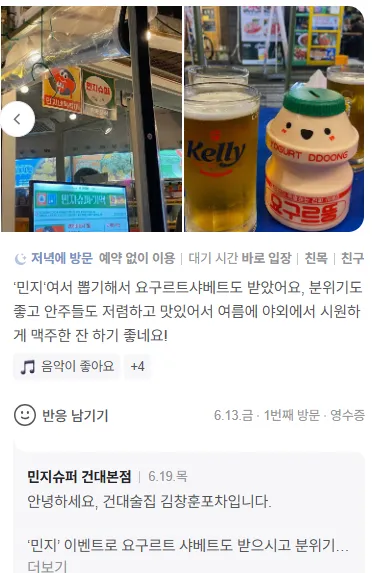 민지슈퍼
민지네먹거리
민지슈퍼가맥
Kelly
YOGURT DDOONG
요구르뚱
저녁에 방문 예약 없이 이용 | 대기 시간 바로 입장 | 친목 | 친구
‘민지‘여서 뽑기해서 요구르트샤베트도 받았어요, 분위기도
좋고 안주들도 저렴하고 맛있어서 여름에 야외에서 시원하
게 맥주한 잔 하기 좋네요!
음악이 좋아요 +4
반응 남기기 6.13.금 · 1번째 방문 · 영수증
민지슈퍼 건대본점 | 6.19.목
안녕하세요, 건대술집 김창훈포차입니다.
‘민지’ 이벤트로 요구르트 샤베트도 받으시고 분위기...
더보기